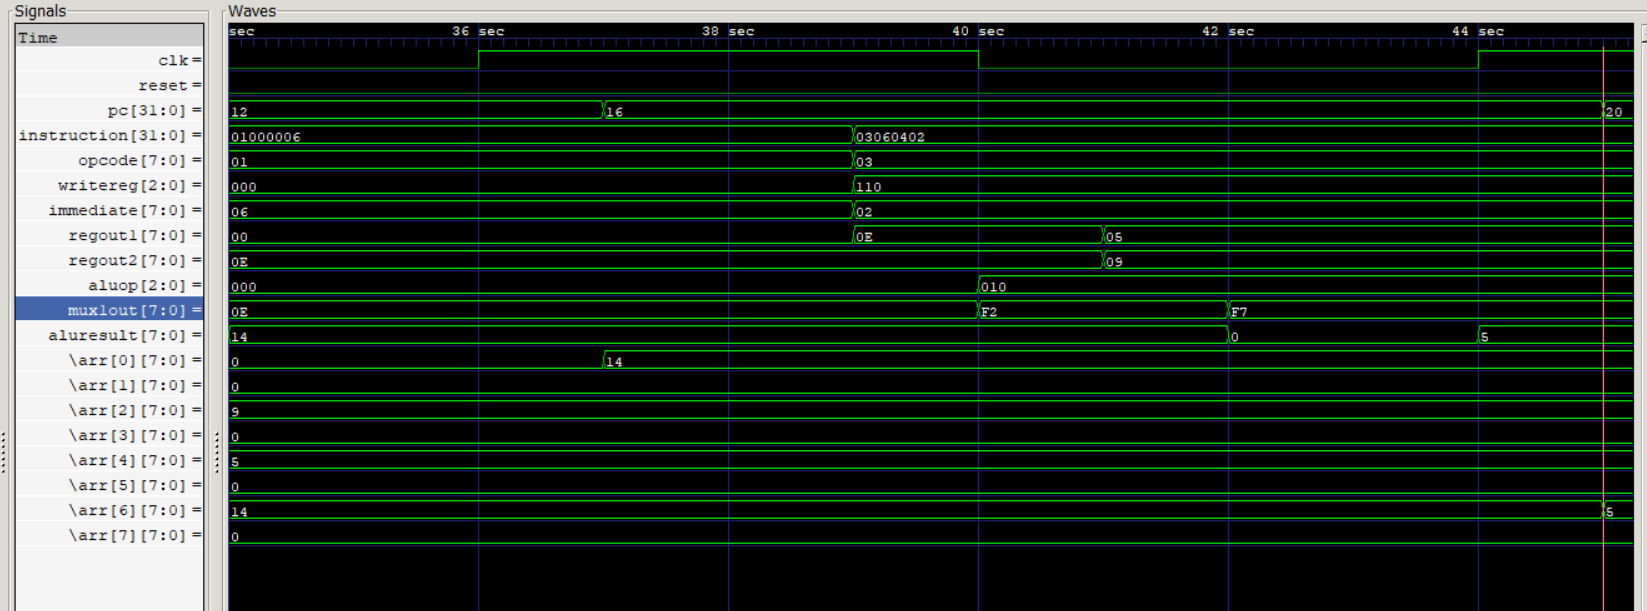 Signals Waves
Time sec 36 sec 38 sec 40 sec 42 sec 44 sec
clk=
reset=
pc[31:0]= 12 16 20
instruction[31:0]= 01000006 03060402
opcode[7:0]= 01 03
writereg[2:0]= 000 110
immediate[7:0]= 06 02
regout1[7:0]= 00 0E 05
regout2[7:0]= 0E 09
aluop[2:0]= 000 010
mux1out[7:0]= 0E F2 F7
aluresult[7:0]= 14 0 5
\arr[0][7:0]= 0 14
\arr[1][7:0]= 0
\arr[2][7:0]= 9
\arr[3][7:0]= 0
\arr[4][7:0]= 5
\arr[5][7:0]= 0
\arr[6][7:0]= 14 5
\arr[7][7:0]= 0